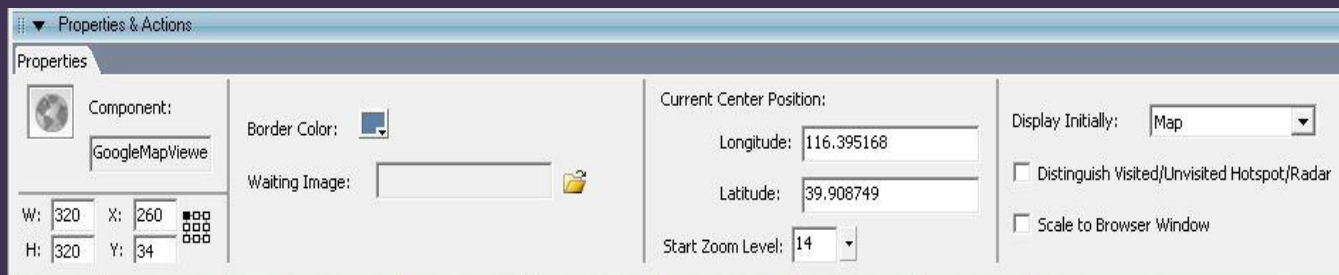 Properties & Actions
Properties
Component:
GoogleMapViewe
W: 320 X: 260
H: 320 Y: 34
Border Color:
Waiting Image:
Current Center Position:
Longitude: 116.395168
Latitude: 39.908749
Start Zoom Level: 14
Display Initially: Map
Distinguish Visited/Unvisited Hotspot/Radar
Scale to Browser Window